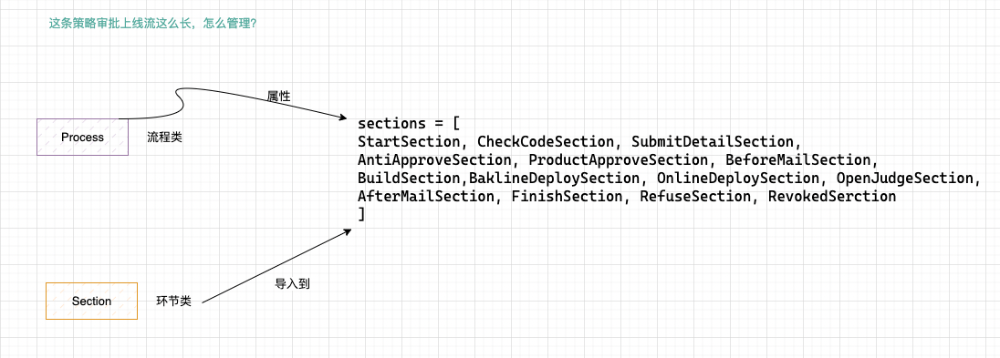 这条策略审批上线流这么长，怎么管理？
属性
Process
流程类
sections = [
StartSection, CheckCodeSection, SubmitDetailSection,
AntiApproveSection, ProductApproveSection, BeforeMailSection,
BuildSection,BaklineDeploySection, OnlineDeploySection, OpenJudgeSection,
AfterMailSection, FinishSection, RefuseSection, RevokedSerction
]
导入到
Section
环节类